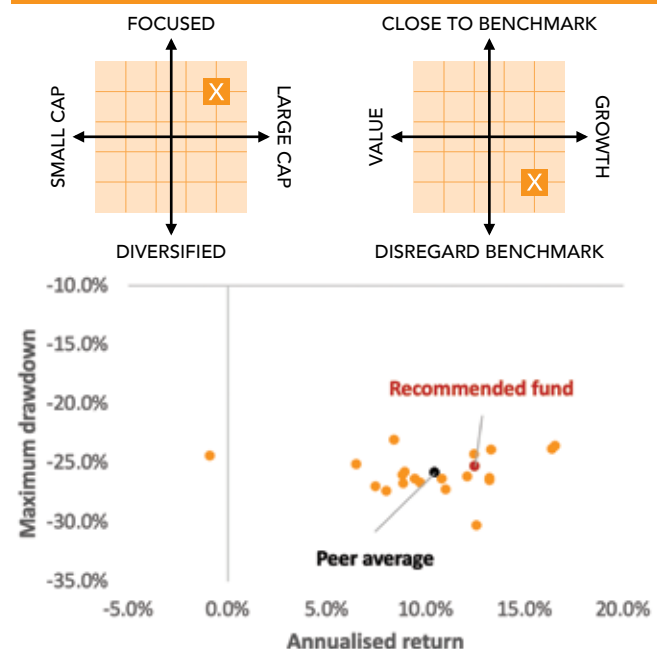 FOCUSED
SMALL CAP
X
LARGE CAP
DIVERSIFIED
CLOSE TO BENCHMARK
VALUE
X
GROWTH
DISREGARD BENCHMARK
-10.0%
-15.0%
-20.0%
-25.0%
-30.0%
-35.0%
Maximum drawdown
Recommended fund
Peer average
-5.0%
0.0%
5.0%
10.0%
15.0%
20.0%
Annualised return